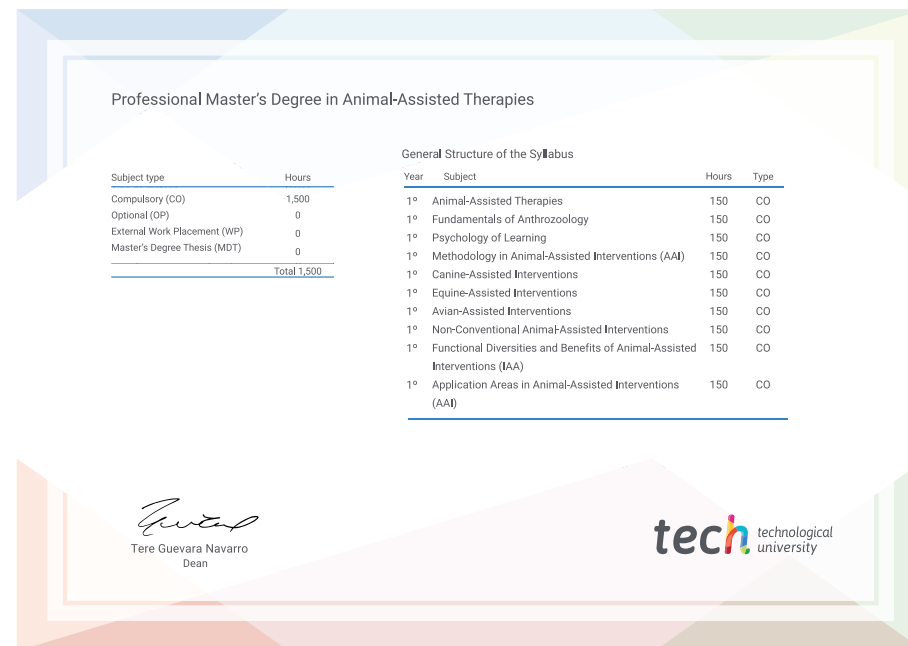 Professional Master's Degree in Animal-Assisted Therapies
Subject type Hours
Compulsory (CO) 1,500
Optional (OP) 0
External Work Placement (WP) 0
Master's Degree Thesis (MDT) 0
Total 1,500
General Structure of the Syllabus
Year Subject Hours Type
1º Animal-Assisted Therapies 150 CO
1º Fundamentals of Anthrozoology 150 CO
1º Psychology of Learning 150 CO
1º Methodology in Animal-Assisted Interventions (AAI) 150 CO
1º Canine-Assisted Interventions 150 CO
1º Equine-Assisted Interventions 150 CO
1º Avian-Assisted Interventions 150 CO
1º Non-Conventional Animal-Assisted Interventions 150 CO
1º Functional Diversities and Benefits of Animal-Assisted 150 CO
Interventions (IAA)
1º Application Areas in Animal-Assisted Interventions 150 CO
(AAI)
Tere Guevara Navarro
Dean
tech technological
university